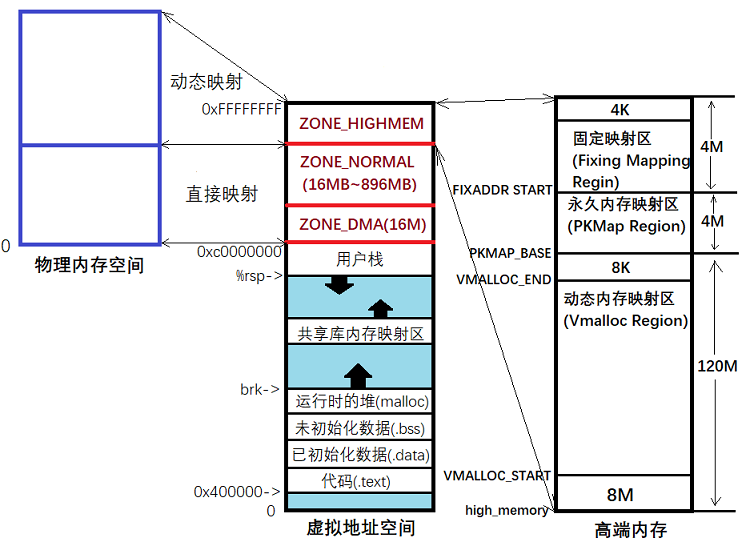 动态映射
直接映射
0
物理内存空间
0xFFFFFFFF
ZONE_HIGHMEM
ZONE_NORMAL
(16MB~896MB)
ZONE_DMA(16M)
0xc0000000
用户栈
%rsp->
共享库内存映射区
brk->
运行时的堆(malloc)
未初始化数据(.bss)
已初始化数据(.data)
代码(.text)
0x400000->
0
虚拟地址空间
4K
固定映射区
(Fixing Mapping
Regin)
4M
FIXADDR START
永久内存映射区
(PKMap Region)
4M
PKMAP_BASE
8K
VMALLOC_END
动态内存映射区
(Vmalloc Region)
120M
VMALLOC_START
8M
high_memory
高端内存